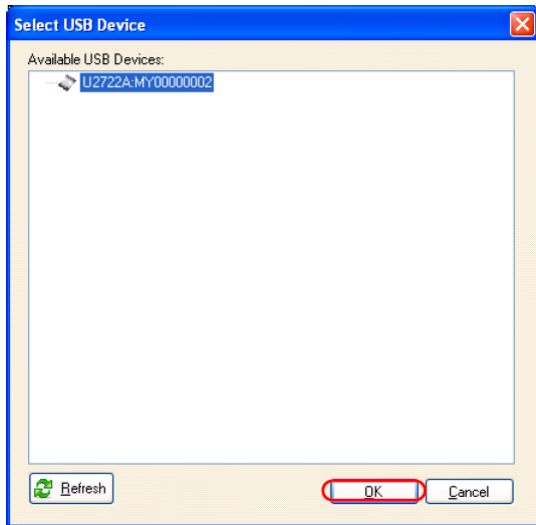 Select USB Device
Available USB Devices:
U2722A:MY00000002
Refresh
OK
Cancel